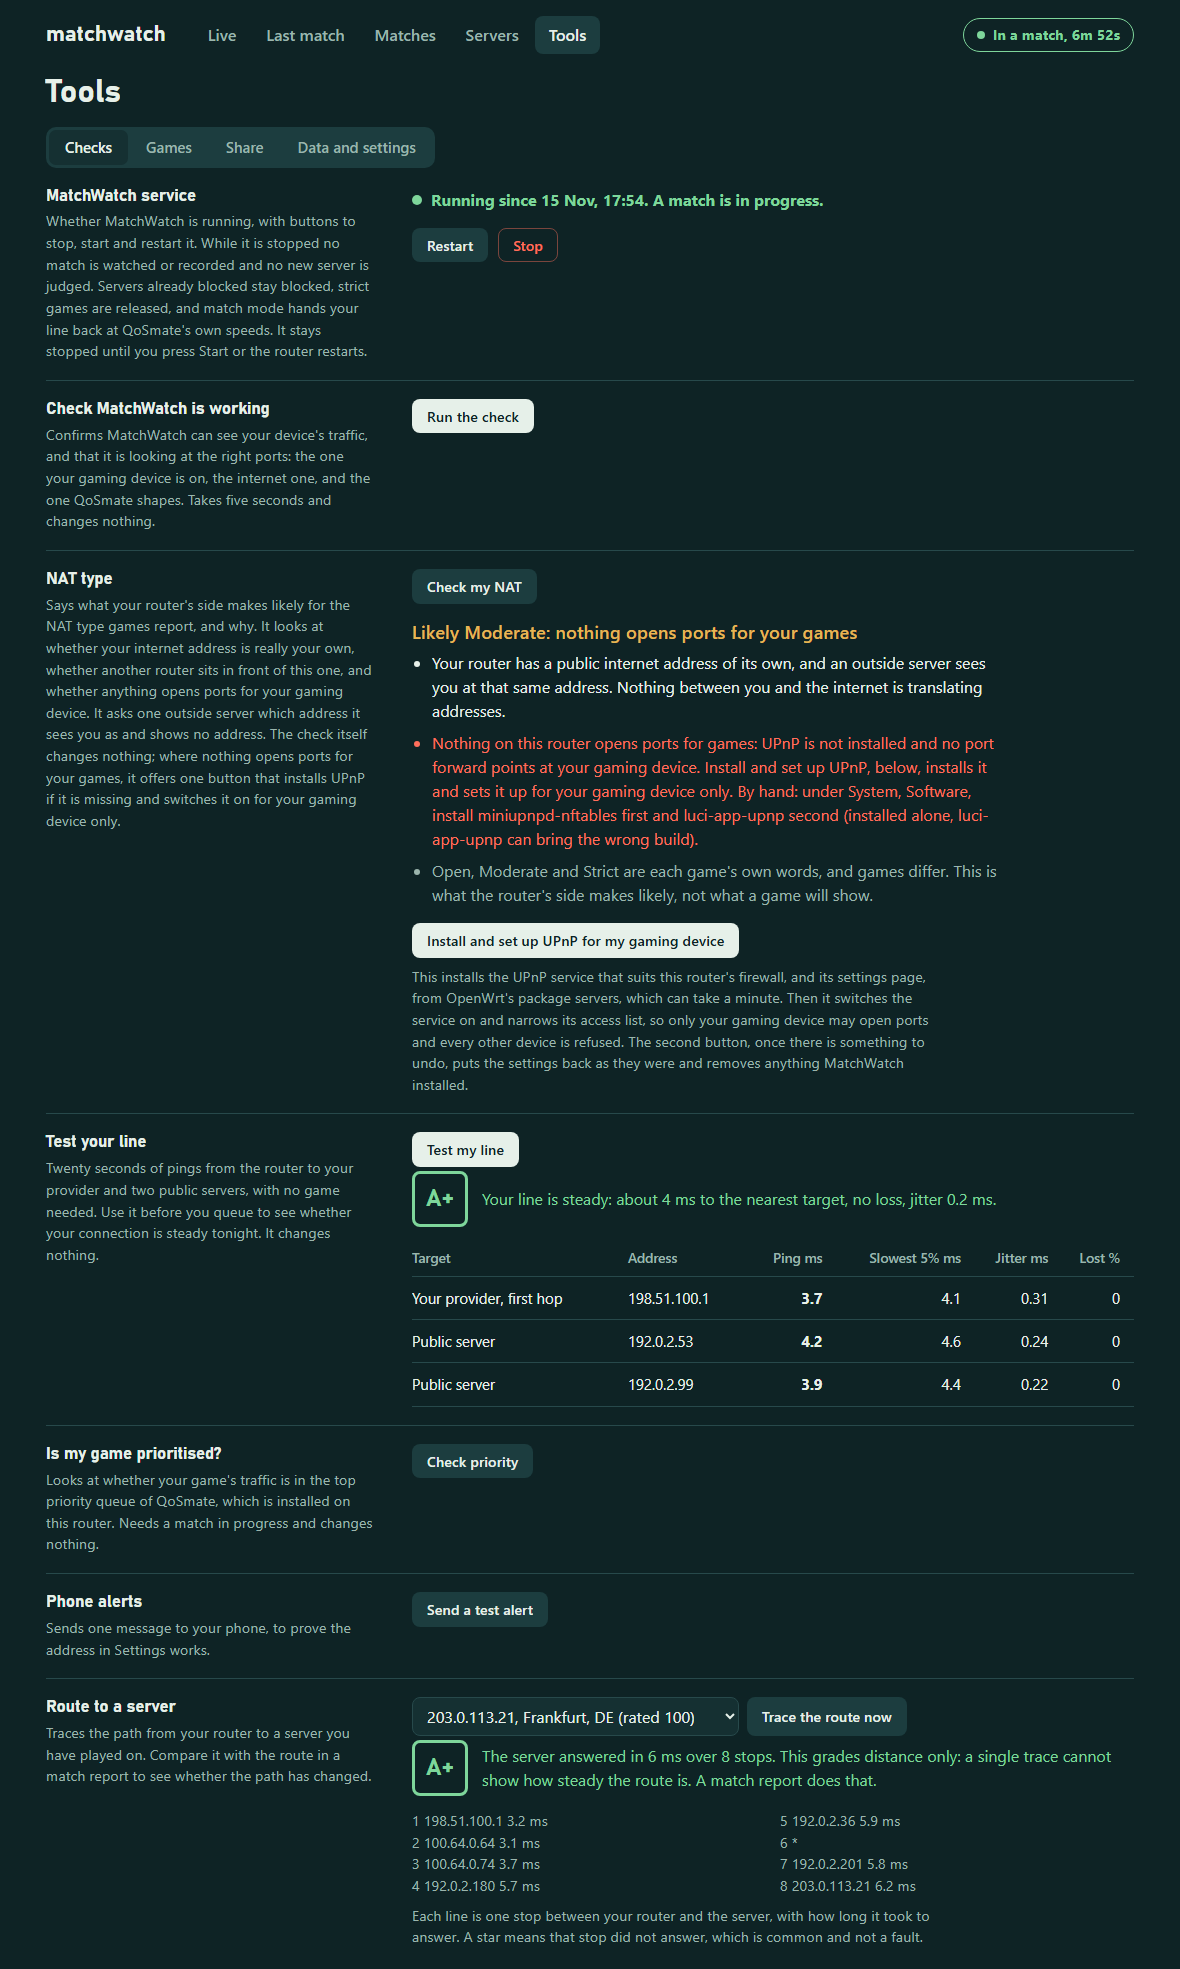 matchwatch
Live
Last match
Matches
Servers
Tools
In a match, 6m 52s
Tools
Checks
Games
Share
Data and settings
MatchWatch service
Whether MatchWatch is running, with buttons to
stop, start and restart it. While it is stopped no
match is watched or recorded and no new server is
judged. Servers already blocked stay blocked, strict
games are released, and match mode hands your
line back at QoSmate's own speeds. It stays
stopped until you press Start or the router restarts.
Running since 15 Nov, 17:54. A match is in progress.
Restart
Stop
Check MatchWatch is working
Confirms MatchWatch can see your device's traffic,
and that it is looking at the right ports: the one
your gaming device is on, the internet one, and the
one QoSmate shapes. Takes five seconds and
changes nothing.
Run the check
NAT type
Says what your router's side makes likely for the
NAT type games report, and why. It looks at
whether your internet address is really your own,
whether another router sits in front of this one, and
whether anything opens ports for your gaming
device. It asks one outside server which address it
sees you as and shows no address. The check itself
changes nothing; where nothing opens ports for
your games, it offers one button that installs UPnP
if it is missing and switches it on for your gaming
device only.
Check my NAT
Likely Moderate: nothing opens ports for your games
• Your router has a public internet address of its own, and an outside server sees
you at that same address. Nothing between you and the internet is translating
addresses.
• Nothing on this router opens ports for games: UPnP is not installed and no port
forward points at your gaming device. Install and set up UPnP, below, installs it
and sets it up for your gaming device only. By hand: under System, Software,
install miniupnpd-nftables first and luci-app-upnp second (installed alone, luci-
app-upnp can bring the wrong build).
• Open, Moderate and Strict are each game's own words, and games differ. This is
what the router's side makes likely, not what a game will show.
Install and set up UPnP for my gaming device
This installs the UPnP service that suits this router's firewall, and its settings page,
from OpenWrt's package servers, which can take a minute. Then it switches the
service on and narrows its access list, so only your gaming device may open ports
and every other device is refused. The second button, once there is something to
undo, puts the settings back as they were and removes anything MatchWatch
installed.
Test your line
Twenty seconds of pings from the router to your
provider and two public servers, with no game
needed. Use it before you queue to see whether
your connection is steady tonight. It changes
nothing.
Test my line
A+
Your line is steady: about 4 ms to the nearest target, no loss, jitter 0.2 ms.
Target Address Ping ms Slowest 5% ms Jitter ms Lost %
Your provider, first hop 198.51.100.1 3.7 4.1 0.31 0
Public server 192.0.2.53 4.2 4.6 0.24 0
Public server 192.0.2.99 3.9 4.4 0.22 0
Is my game prioritised?
Looks at whether your game's traffic is in the top
priority queue of QoSmate, which is installed on
this router. Needs a match in progress and changes
nothing.
Check priority
Phone alerts
Sends one message to your phone, to prove the
address in Settings works.
Send a test alert
Route to a server
Traces the path from your router to a server you
have played on. Compare it with the route in a
match report to see whether the path has changed.
203.0.113.21, Frankfurt, DE (rated 100)
Trace the route now
A+
The server answered in 6 ms over 8 stops. This grades distance only: a single trace cannot
show how steady the route is. A match report does that.
1 198.51.100.1 3.2 ms
2 100.64.0.64 3.1 ms
3 100.64.0.74 3.7 ms
4 192.0.2.180 5.7 ms
5 192.0.2.36 5.9 ms
6 *
7 192.0.2.201 5.8 ms
8 203.0.113.21 6.2 ms
Each line is one stop between your router and the server, with how long it took to
answer. A star means that stop did not answer, which is common and not a fault.